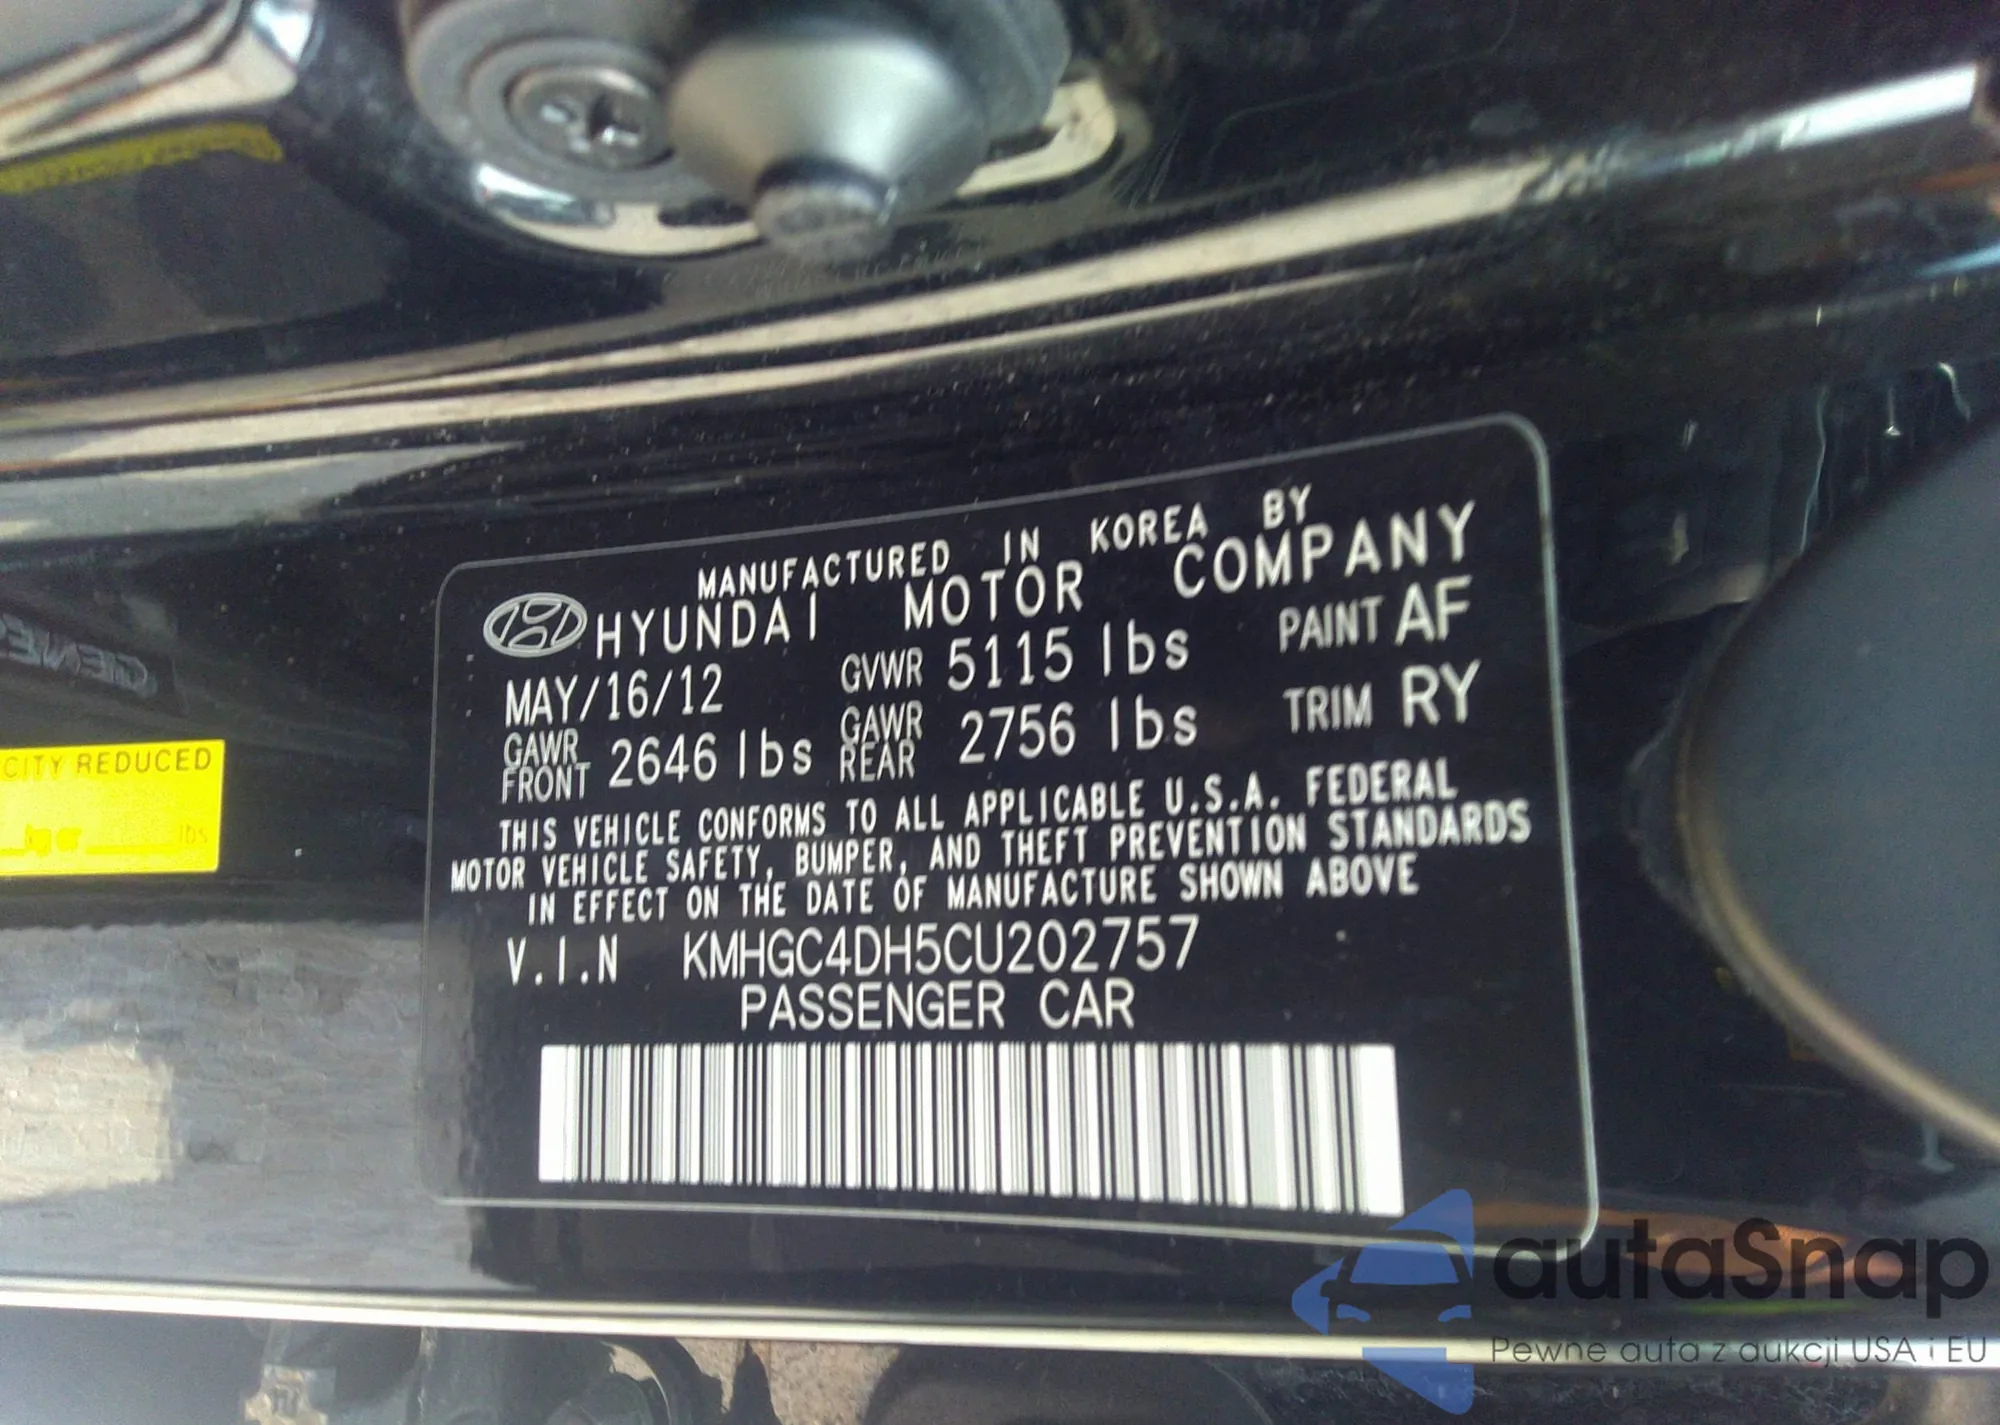 MANUFACTURED IN KOREA BY
HYUNDAI MOTOR COMPANY
MAY/16/12 GVWR 5115 lbs PAINT AF
GAWR FRONT 2646 lbs GAWR REAR 2756 lbs TRIM RY
THIS VEHICLE CONFORMS TO ALL APPLICABLE U.S.A. FEDERAL
MOTOR VEHICLE SAFETY, BUMPER, AND THEFT PREVENTION STANDARDS
IN EFFECT ON THE DATE OF MANUFACTURE SHOWN ABOVE
V.I.N KMHGC4DH5CU202757
PASSENGER CAR
CITY REDUCED
kg or lbs
autaSnap
Pewne auta z aukcji USA i EU